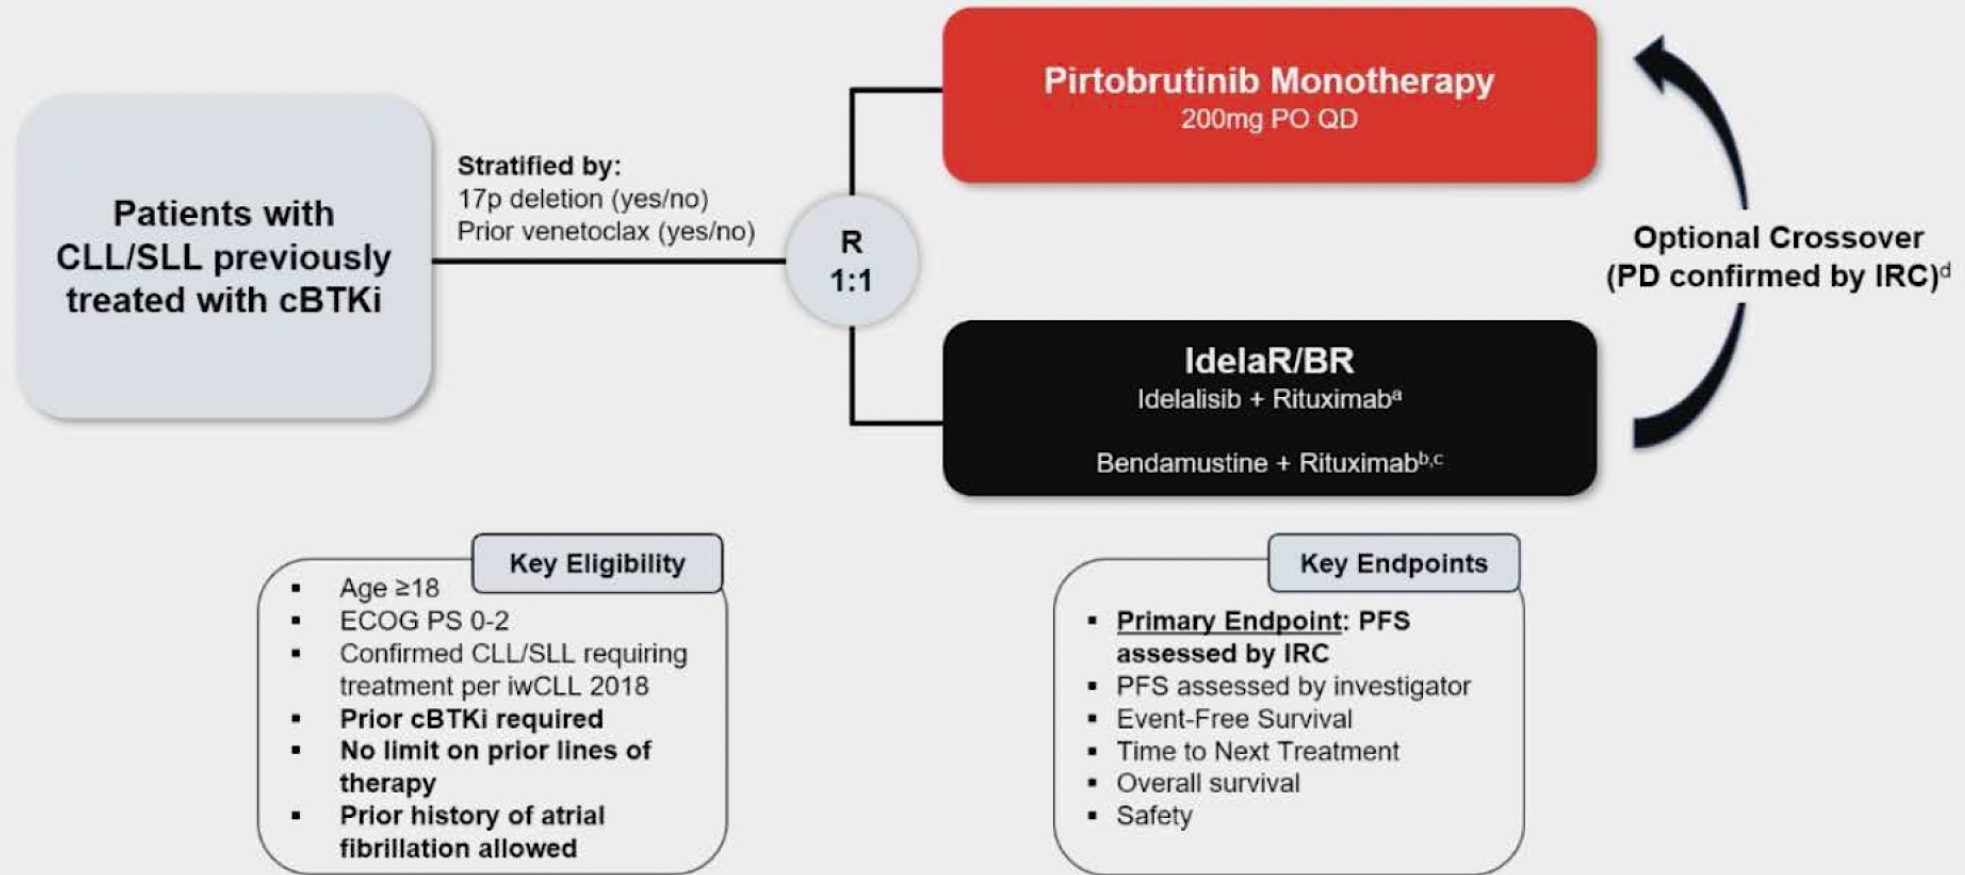 Pirtobrutinib Monotherapy
200mg PO QD
Patients with
CLL/SLL previously
treated with cBTKi
Stratified by:
17p deletion (yes/no)
Prior venetoclax (yes/no)
R
1:1
Optional Crossover
(PD confirmed by IRC)ᵈ
IdelaR/BR
Idelalisib + Rituximabᵃ
Bendamustine + Rituximabᵇ,ᶜ
Key Eligibility
▪ Age ≥18
▪ ECOG PS 0-2
▪ Confirmed CLL/SLL requiring
treatment per iwCLL 2018
▪ Prior cBTKi required
▪ No limit on prior lines of
therapy
▪ Prior history of atrial
fibrillation allowed
Key Endpoints
▪ Primary Endpoint: PFS
assessed by IRC
▪ PFS assessed by investigator
▪ Event-Free Survival
▪ Time to Next Treatment
▪ Overall survival
▪ Safety